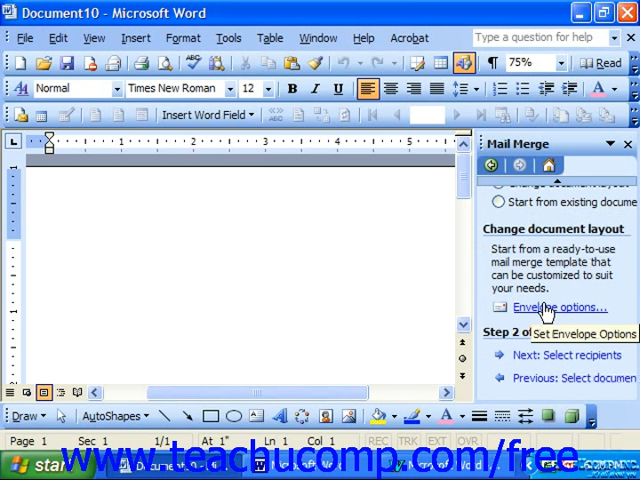 Document10 - Microsoft Word
File Edit View Insert Format Tools Table Window Help Acrobat Type a question for help
75% Read
Normal Times New Roman 12 B I U
Insert Word Field
Mail Merge
Start from existing docume
Change document layout
Start from a ready-to-use
mail merge template that
can be customized to suit
your needs.
Envelope options...
Set Envelope Options
Step 2 of
Next: Select recipients
Previous: Select documen
Draw AutoShapes
Page 1 Sec 1 1/1 At 1" Ln 1 Col 1 REC TRK EXT OVR
www.teachucomp.com/free
start